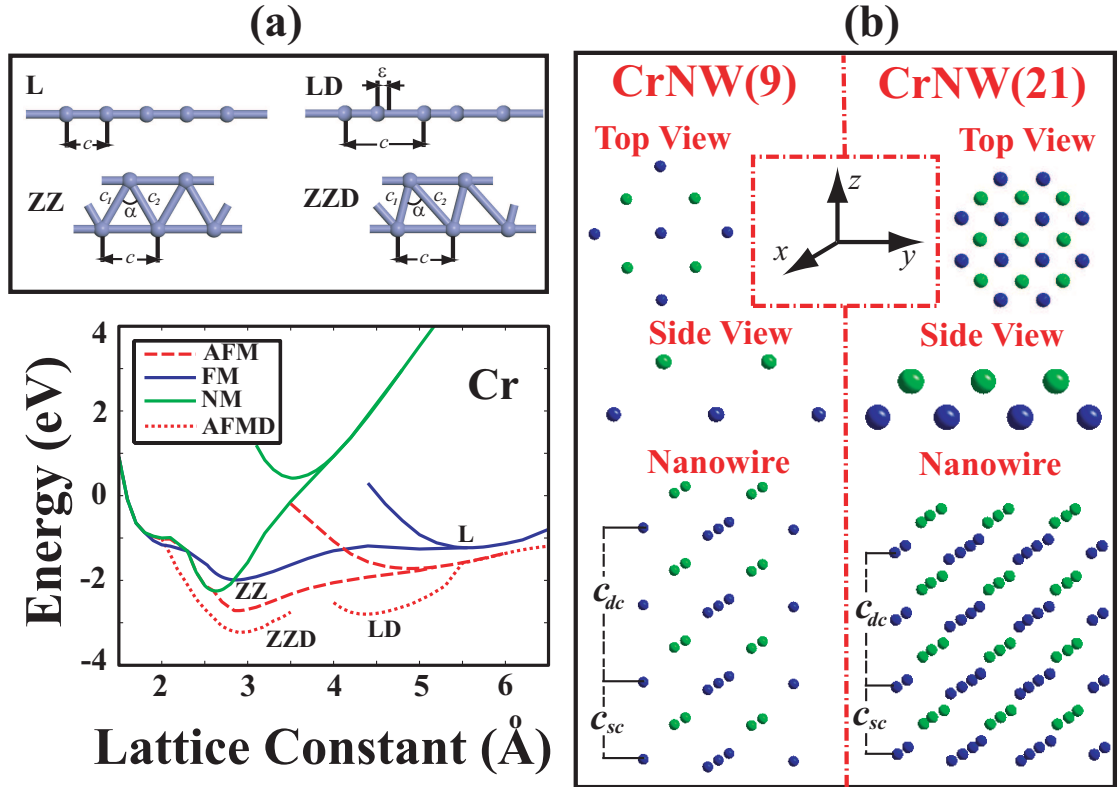 (a)
L
c
LD
ε
c
ZZ
c1
c2
α
c
ZZD
c1
c2
α
c
Energy (eV)
4
2
0
-2
-4
AFM
FM
NM
AFMD
Cr
L
ZZ
ZZD
LD
2
3
4
5
6
Lattice Constant (Å)
(b)
CrNW(9)
CrNW(21)
Top View
Top View
z
x
y
Side View
Side View
Nanowire
Nanowire
cdc
csc
cdc
csc